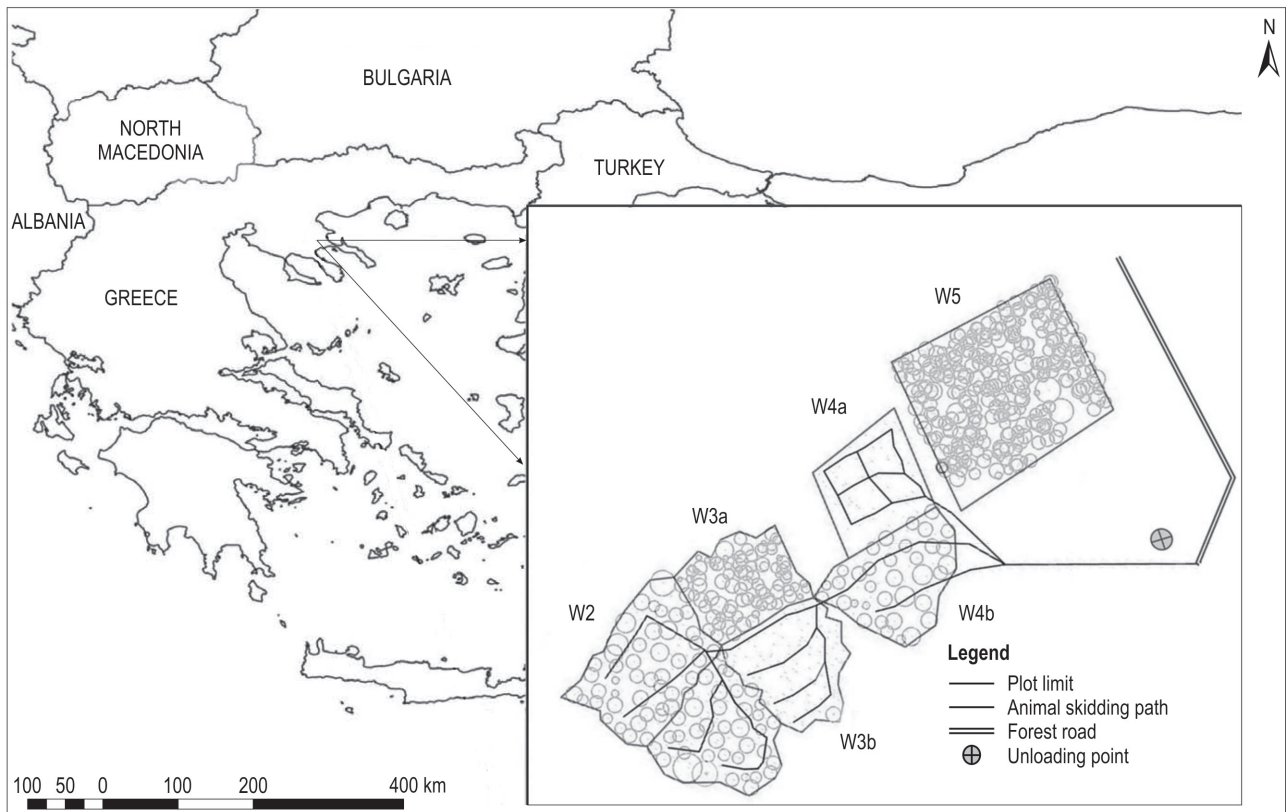 N
BULGARIA
NORTH
MACEDONIA
TURKEY
ALBANIA
GREECE
W5
W4a
W3a
W2
W4b
W3b
Legend
Plot limit
Animal skidding path
Forest road
Unloading point
100 50 0 100 200 400 km